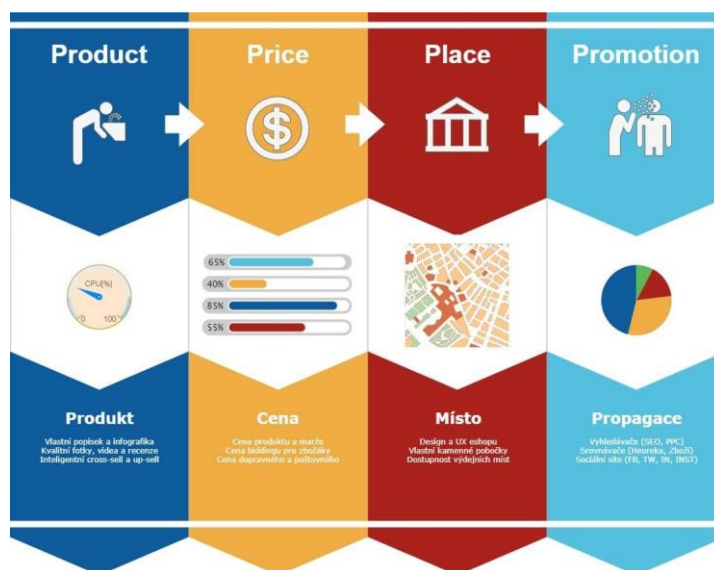 Product
Price
Place
Promotion
CPU[%]
0
100
65%
40%
85%
55%
Produkt
Vlastní popisek a infografika
Kvalitní fotky, videa a recenze
Inteligentní cross-sell a up-sell
Cena
Cena produktu a marže
Cena biddingu pro zbožáky
Cena dopravného a poštovného
Místo
Design a UX eshopu
Vlastní kamenné pobočky
Dostupnost výdejních míst
Propagace
Vyhledávače (SEO, PPC)
Srovnávače (Heureka, Zboží)
Sociální site (FB, TW, IN, INST)